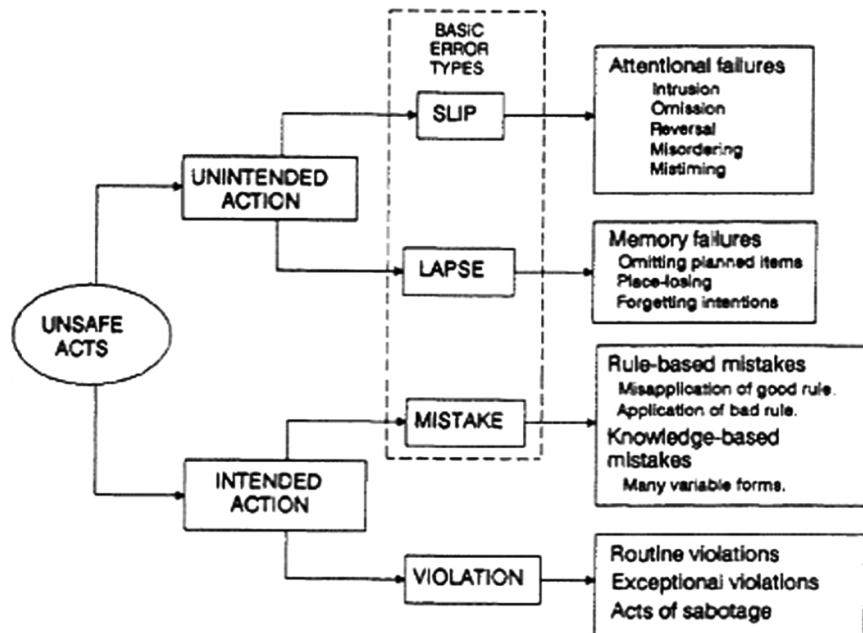 BASIC
ERROR
TYPES
SLIP
Attentional failures
Intrusion
Omission
Reversal
Misordering
Mistiming
UNINTENDED
ACTION
LAPSE
Memory failures
Omitting planned items
Place-losing
Forgetting intentions
UNSAFE
ACTS
MISTAKE
Rule-based mistakes
Misapplication of good rule.
Application of bad rule.
Knowledge-based
mistakes
Many variable forms.
INTENDED
ACTION
VIOLATION
Routine violations
Exceptional violations
Acts of sabotage